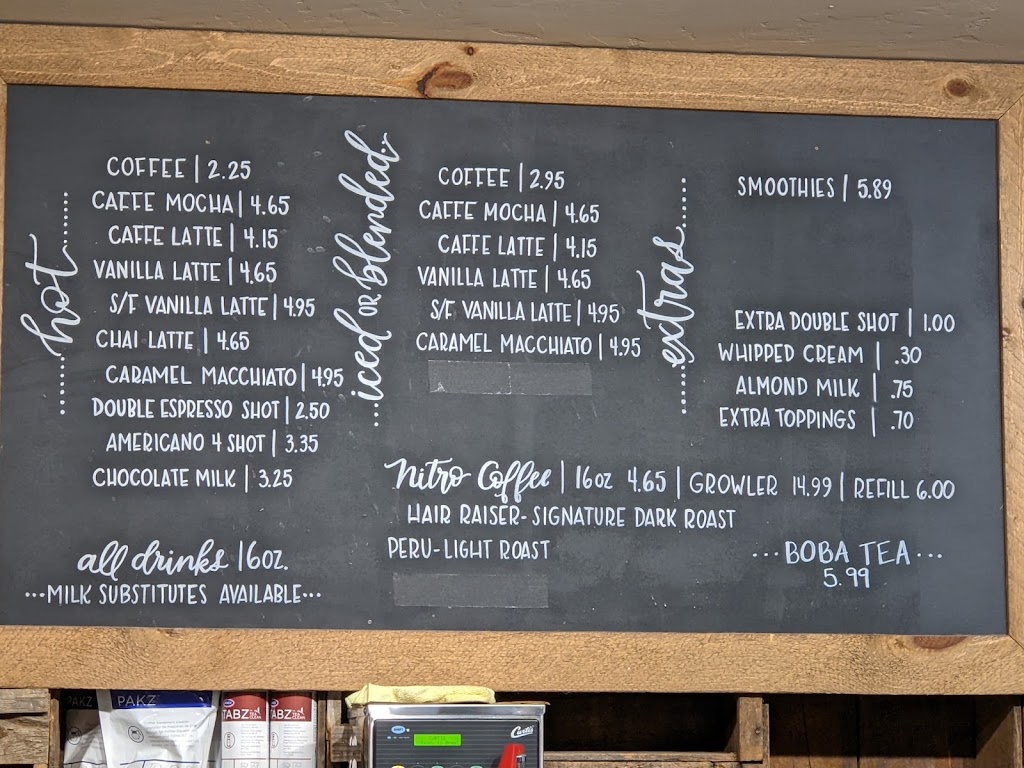 hot
COFFEE | 2.25
CAFFE MOCHA | 4.65
CAFFE LATTE | 4.15
VANILLA LATTE | 4.65
S/F VANILLA LATTE | 4.95
CHAI LATTE | 4.65
CARAMEL MACCHIATO | 4.95
DOUBLE ESPRESSO SHOT | 2.50
AMERICANO 4 SHOT | 3.35
CHOCOLATE MILK | 3.25
all drinks 16oz.
...MILK SUBSTITUTES AVAILABLE...
iced OR blended
COFFEE | 2.95
CAFFE MOCHA | 4.65
CAFFE LATTE | 4.15
VANILLA LATTE | 4.65
S/F VANILLA LATTE | 4.95
CARAMEL MACCHIATO | 4.95
extras
SMOOTHIES | 5.89
EXTRA DOUBLE SHOT | 1.00
WHIPPED CREAM | .30
ALMOND MILK | .75
EXTRA TOPPINGS | .70
Nitro Coffee | 16oz 4.65 | GROWLER 14.99 | REFILL 6.00
HAIR RAISER- SIGNATURE DARK ROAST
PERU-LIGHT ROAST
...BOBA TEA...
5.99
PAKZ
PAKZ
TABZ
TABZ
Curtis